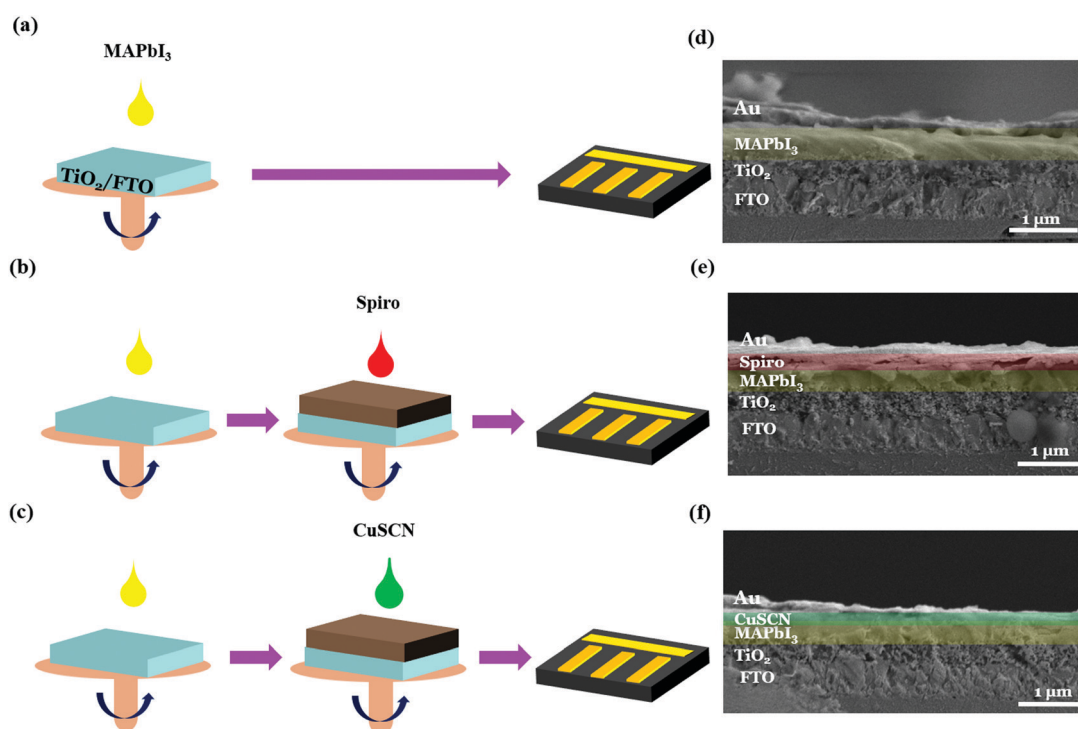 (a)
MAPbI₃
TiO₂/FTO
(d)
Au
MAPbI₃
TiO₂
FTO
1 µm
(b)
Spiro
(e)
Au
Spiro
MAPbI₃
TiO₂
FTO
1 µm
(c)
CuSCN
(f)
Au
CuSCN
MAPbI₃
TiO₂
FTO
1 µm